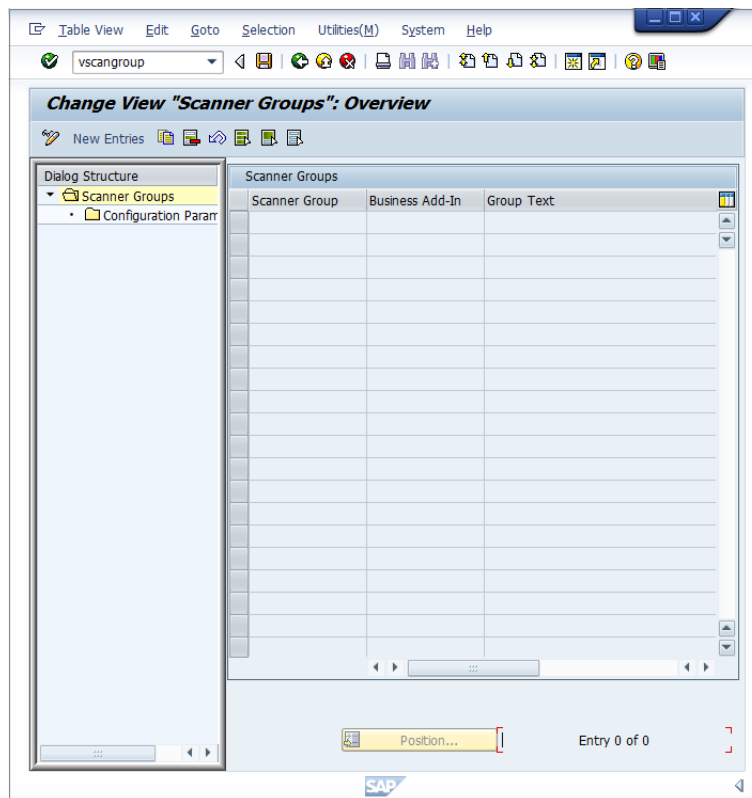 Table View Edit Goto Selection Utilities(M) System Help
vscangroup
Change View "Scanner Groups": Overview
New Entries
Dialog Structure
Scanner Groups
Configuration Param
Scanner Groups
Scanner Group Business Add-In Group Text
Position... Entry 0 of 0
SAP